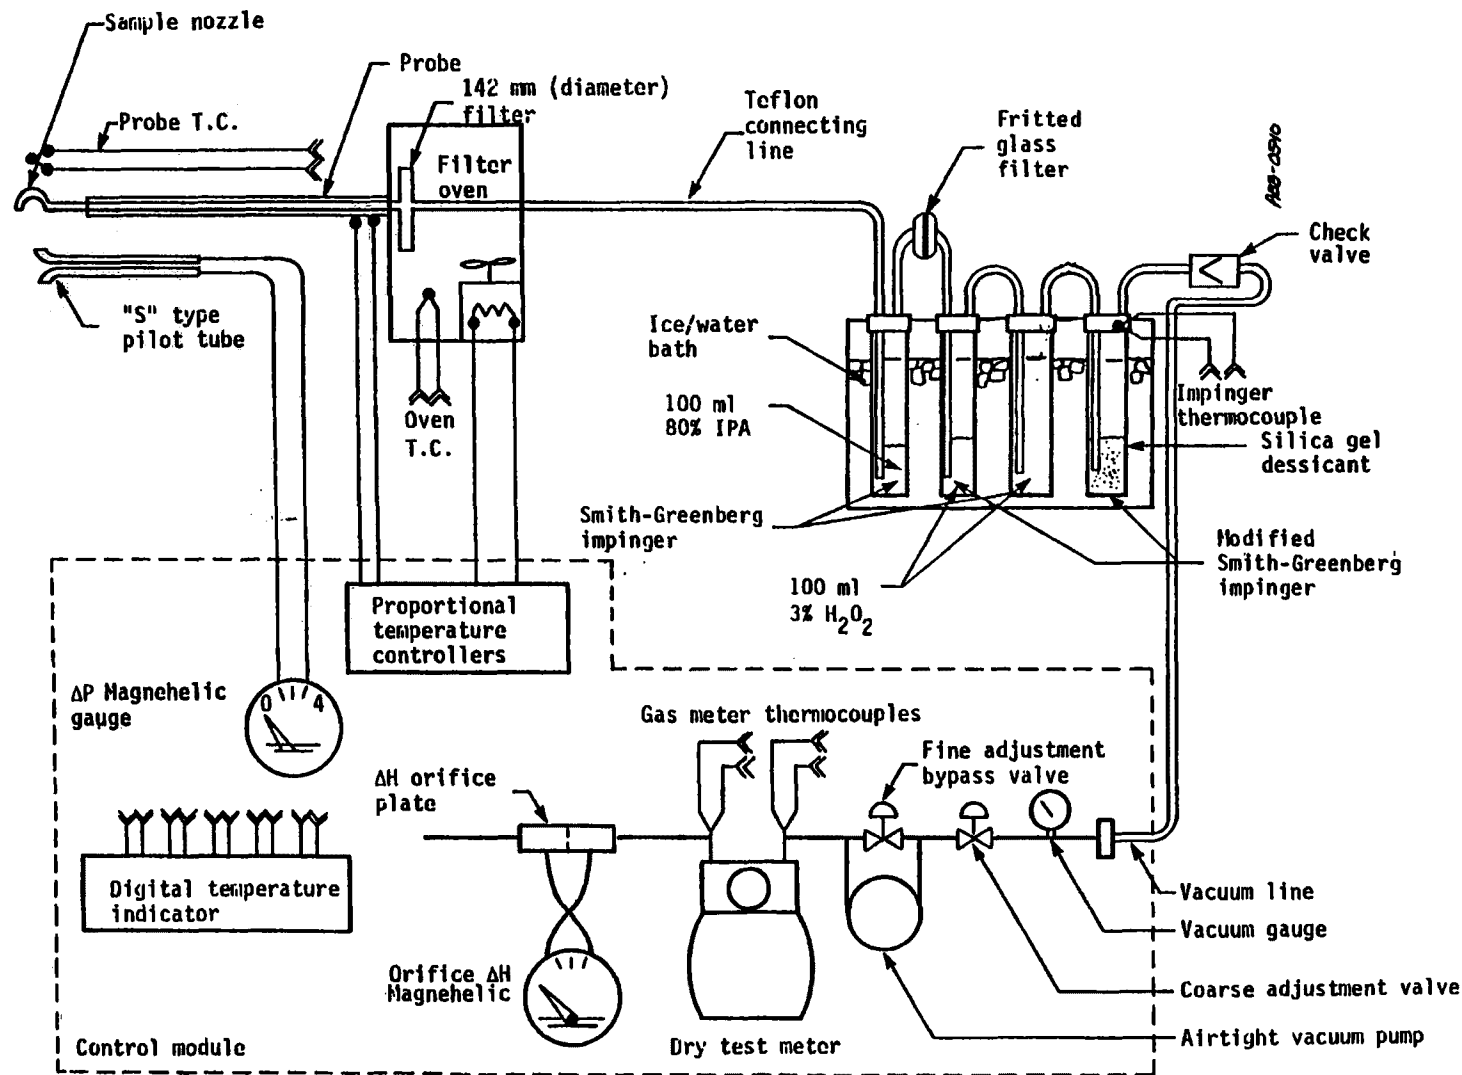 Sample nozzle
Probe
142 mm (diameter)
filter
Probe T.C.
Filter
oven
Teflon
connecting
line
Fritted
glass
filter
Check
valve
"S" type
pilot tube
Ice/water
bath
100 ml
80% IPA
Oven
T.C.
Impinger
thermocouple
Silica gel
dessicant
Smith-Greenberg
impinger
Modified
Smith-Greenberg
impinger
100 ml
3% H2O2
Proportional
temperature
controllers
ΔP Magnehelic
gauge
0 4
Gas meter thermocouples
Fine adjustment
bypass valve
ΔH orifice
plate
Digital temperature
indicator
Vacuum line
Vacuum gauge
Orifice ΔH
Magnehelic
Coarse adjustment valve
Airtight vacuum pump
Control module
Dry test meter